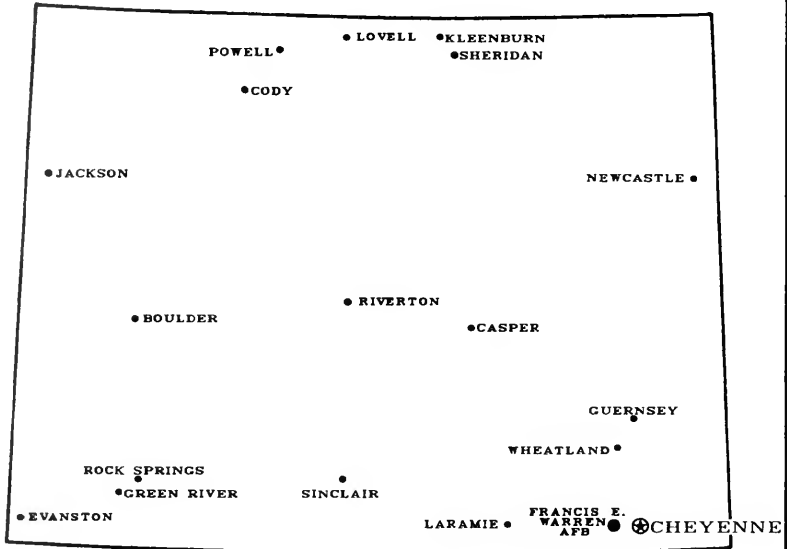 LOVELL
KLEENBURN
POWELL
SHERIDAN
CODY
JACKSON
NEWCASTLE
RIVERTON
BOULDER
CASPER
GUERNSEY
WHEATLAND
ROCK SPRINGS
GREEN RIVER
SINCLAIR
EVANSTON
LARAMIE
FRANCIS E.
WARREN
AFB
CHEYENNE